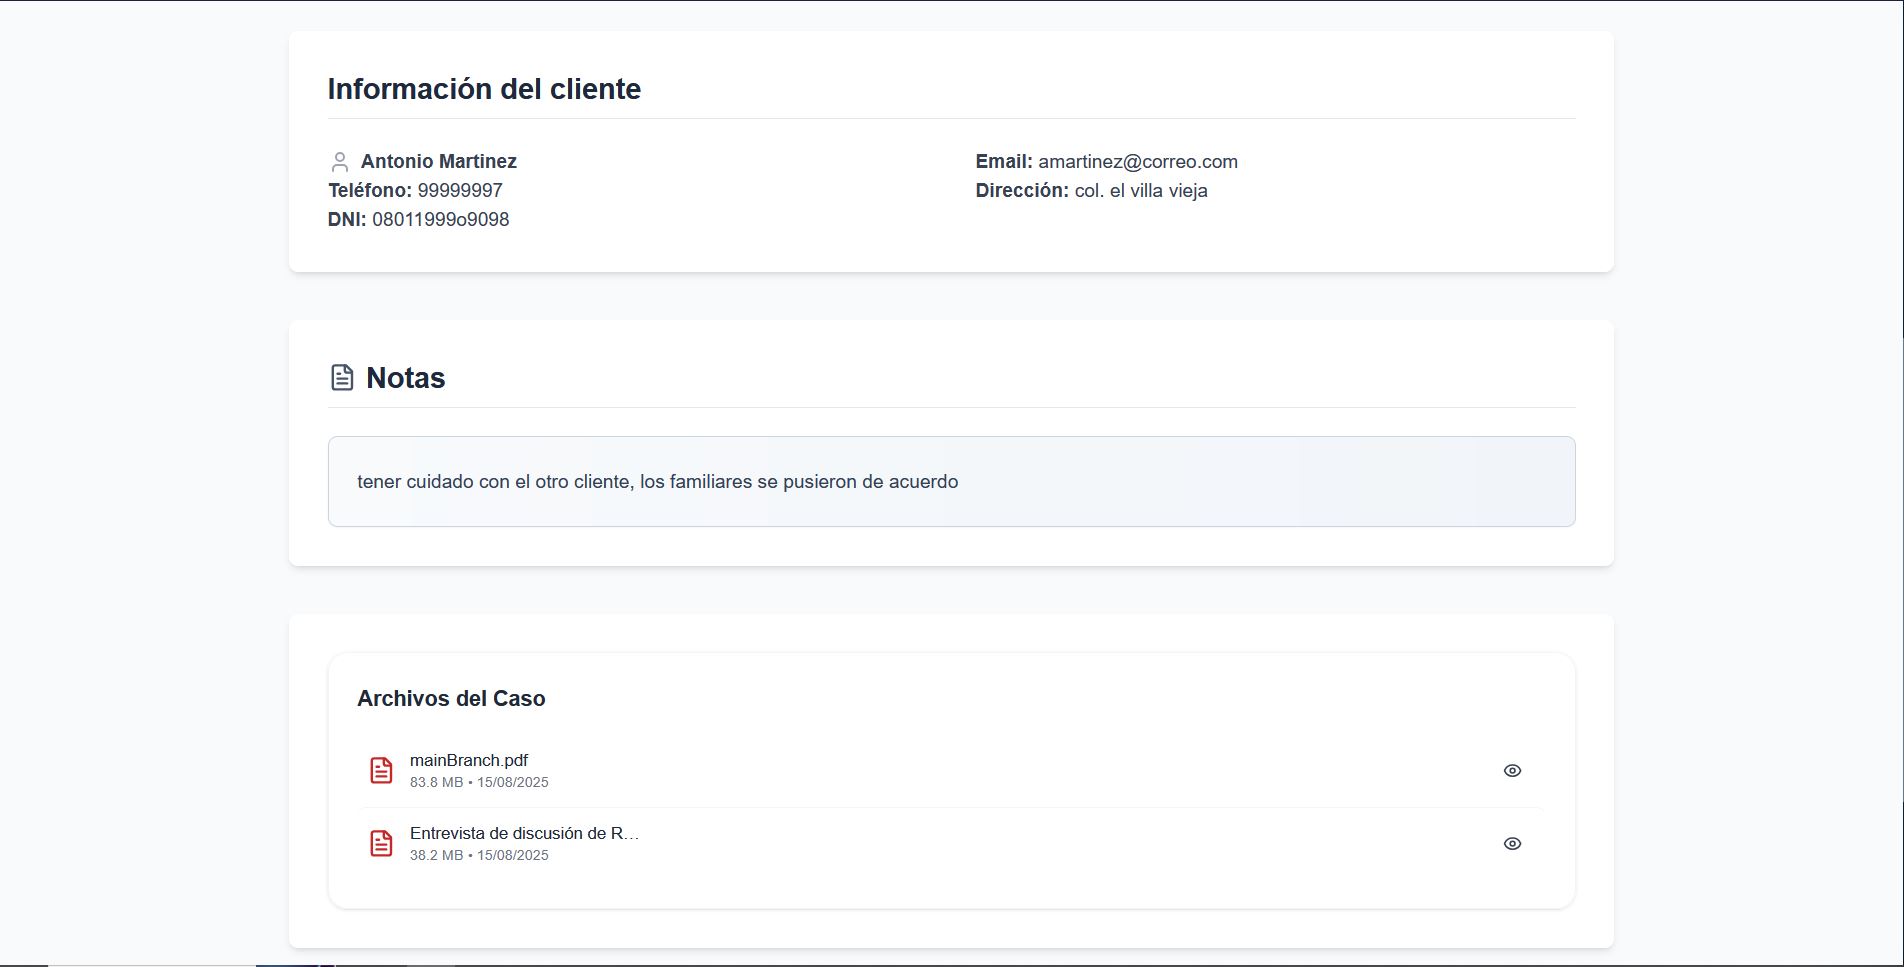 Información del cliente
Antonio Martinez
Teléfono: 99999997
DNI: 08011999o9098
Email: amartinez@correo.com
Dirección: col. el villa vieja
Notas
tener cuidado con el otro cliente, los familiares se pusieron de acuerdo
Archivos del Caso
mainBranch.pdf
83.8 MB • 15/08/2025
Entrevista de discusión de R…
38.2 MB • 15/08/2025